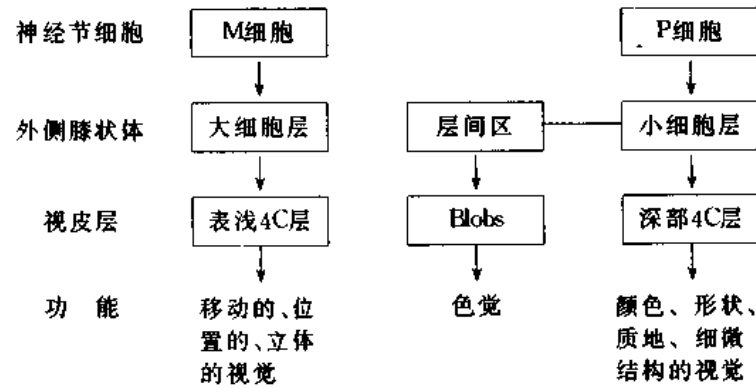 神经节细胞 M细胞 P细胞
外侧膝状体 大细胞层 层间区 小细胞层
视皮层 表浅4C层 Blobs 深部4C层
功 能 移动的、位 色觉 颜色、形状、
置的、立体 质地、细微
的视觉 结构的视觉